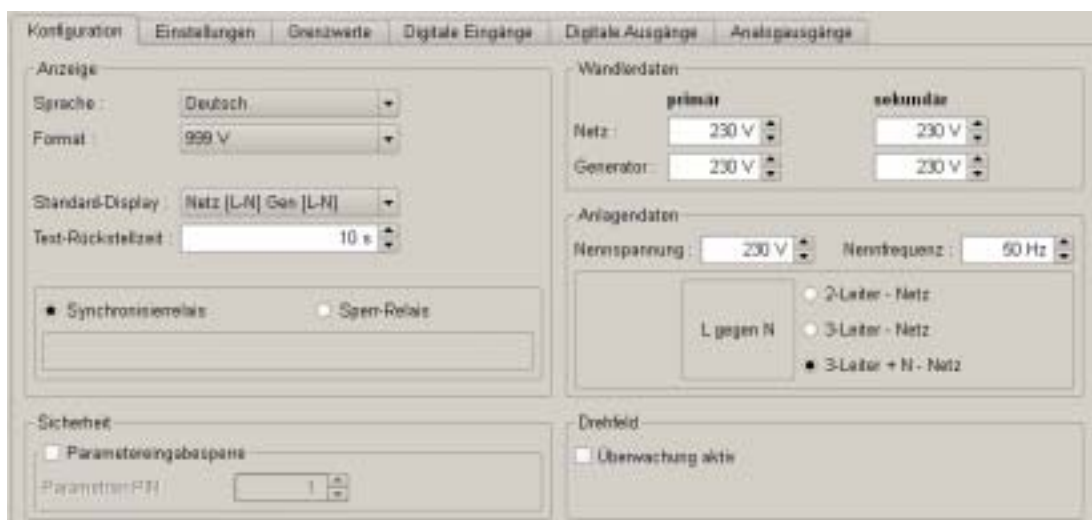 Konfiguration Einstellungen Grenzwerte Digitale Eingänge Digitale Ausgänge Analogausgänge
Anzeige
Sprache : Deutsch
Format : 999 V
Standard-Display : Netz [L-N] Gen [L-N]
Text-Rückstellzeit : 10 s
Synchronisierrelais Sperr-Relais
Sicherheit
Parametereingabesperre
Parametrier-PIN 1
Wandlerdaten
primär sekundär
Netz : 230 V 230 V
Generator : 230 V 230 V
Anlagendaten
Nennspannung : 230 V Nennfrequenz : 50 Hz
L gegen N
2-Leiter - Netz
3-Leiter - Netz
3-Leiter + N - Netz
Drehfeld
Überwachung aktiv